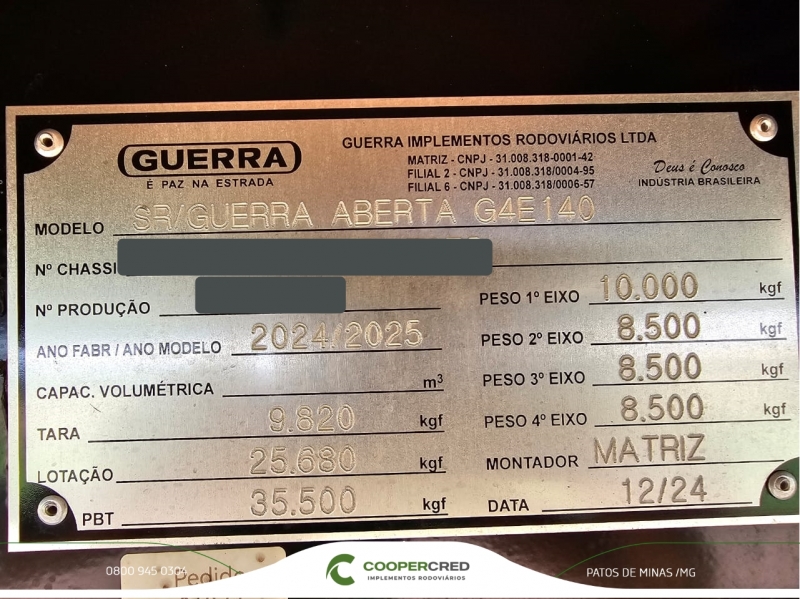 GUERRA
É PAZ NA ESTRADA
GUERRA IMPLEMENTOS RODOVIÁRIOS LTDA
MATRIZ - CNPJ - 31.008.318-0001-42
FILIAL 2 - CNPJ - 31.008.318/0004-95
FILIAL 6 - CNPJ - 31.008.318/0006-57
Deus é Conosco
INDÚSTRIA BRASILEIRA
MODELO SR/GUERRA ABERTA G4E140
Nº CHASSI
Nº PRODUÇÃO
ANO FABR / ANO MODELO 2024/2025
CAPAC. VOLUMÉTRICA m³
TARA 9.820 kgf
LOTAÇÃO 25.680 kgf
PBT 35.500 kgf
PESO 1º EIXO 10.000 kgf
PESO 2º EIXO 8.500 kgf
PESO 3º EIXO 8.500 kgf
PESO 4º EIXO 8.500 kgf
MONTADOR MATRIZ
DATA 12/24
0800 945 0304
Pedido
COOPERCRED
IMPLEMENTOS RODOVIÁRIOS
PATOS DE MINAS /MG